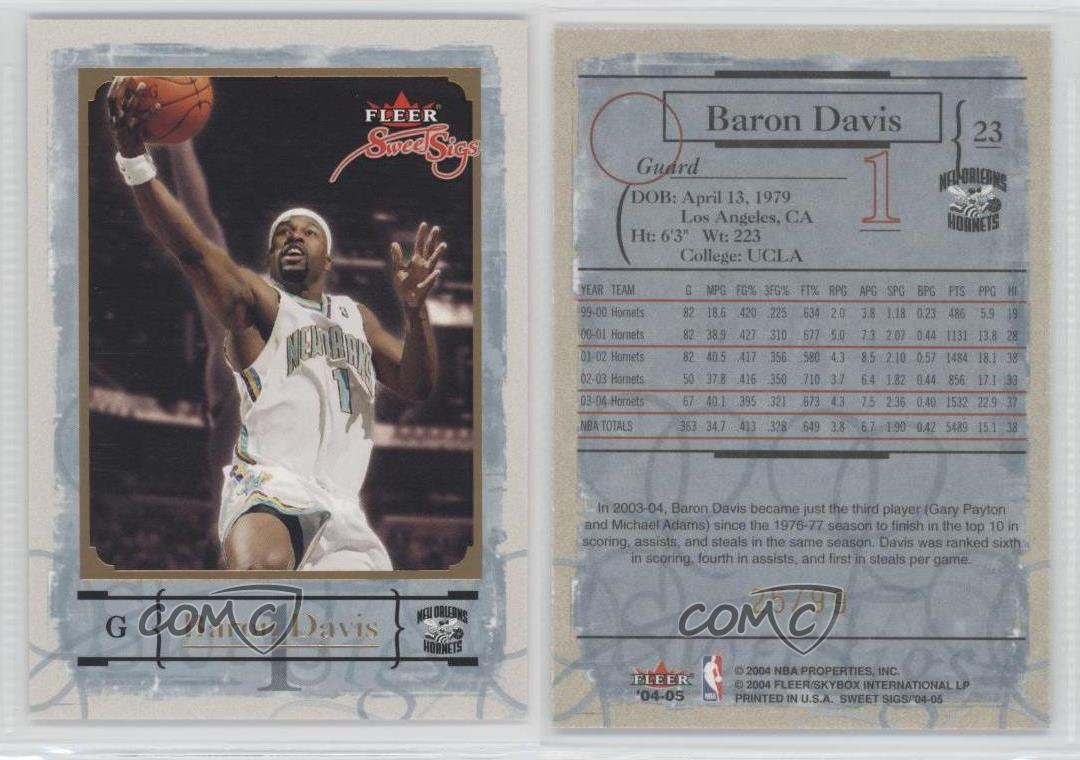 FLEER
Sweet Sigs
NEW ORLEANS
1
G
Baron Davis
1
NEW ORLEANS
HORNETS
COMC
Baron Davis
23
Guard
1
NEW ORLEANS
HORNETS
DOB: April 13, 1979
Los Angeles, CA
Ht: 6'3" Wt: 223
College: UCLA
YEAR TEAM G MPG FG% 3FG% FT% RPG APG SPG BPG PTS PPG HI
99-00 Hornets 82 18.6 .420 .225 .634 2.0 3.8 1.18 0.23 486 5.9 19
00-01 Hornets 82 38.9 .427 .310 .677 5.0 7.3 2.07 0.44 1131 13.8 28
01-02 Hornets 82 40.5 .417 .356 .580 4.3 8.5 2.10 0.57 1484 18.1 38
02-03 Hornets 50 37.8 .416 .350 .710 3.7 6.4 1.82 0.44 856 17.1 33
03-04 Hornets 67 40.1 .395 .321 .673 4.3 7.5 2.36 0.40 1532 22.9 37
NBA TOTALS 363 34.7 .413 .328 .649 3.8 6.7 1.90 0.42 5489 15.1 38
In 2003-04, Baron Davis became just the third player (Gary Payton
and Michael Adams) since the 1976-77 season to finish in the top 10 in
scoring, assists, and steals in the same season. Davis was ranked sixth
in scoring, fourth in assists, and first in steals per game.
COMC
FLEER
'04-05
NBA
© 2004 NBA PROPERTIES, INC.
© 2004 FLEER/SKYBOX INTERNATIONAL LP
PRINTED IN U.S.A. SWEET SIGS/'04-05